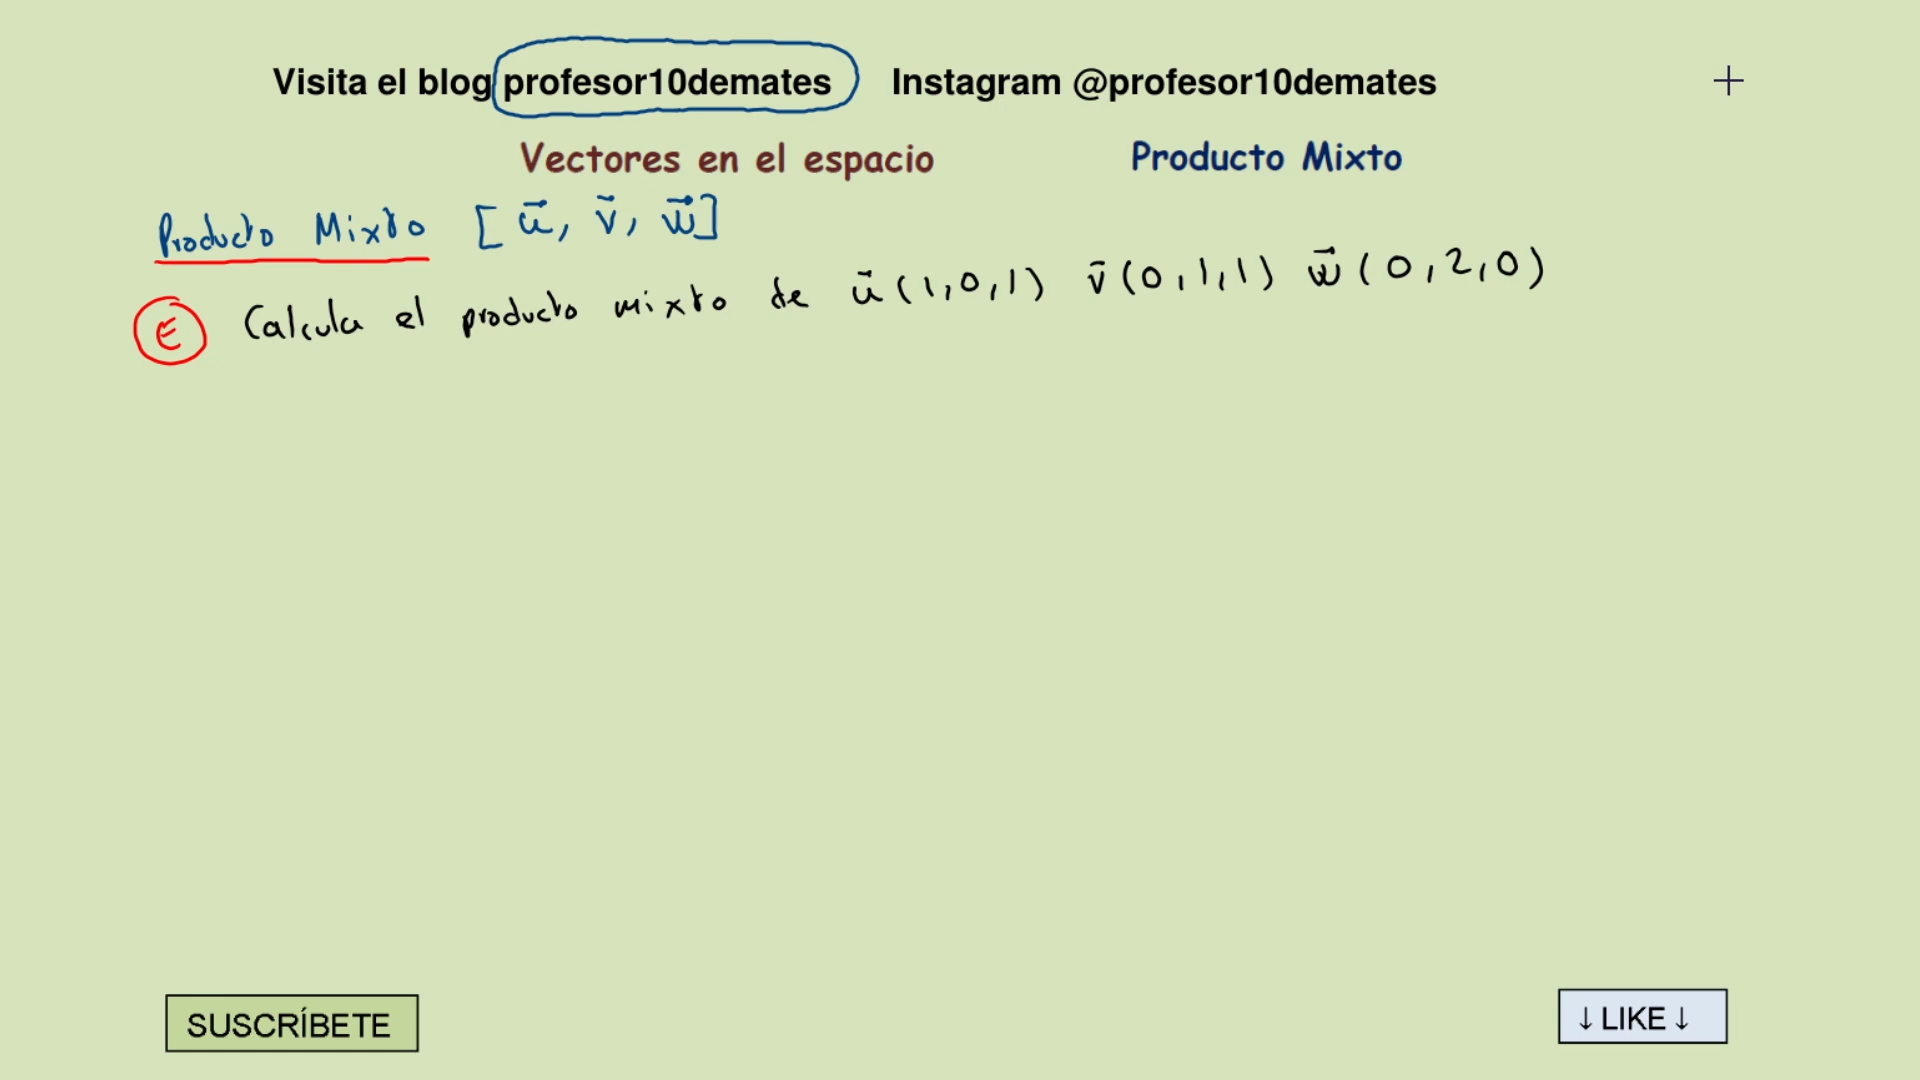 Visita el blog profesor10demates Instagram @profesor10demates
Vectores en el espacio Producto Mixto
Producto Mixto [u⃗, v⃗, w⃗]
E Calcula el producto mixto de u⃗(1,0,1) v⃗(0,1,1) w⃗(0,2,0)
SUSCRÍBETE ↓LIKE↓